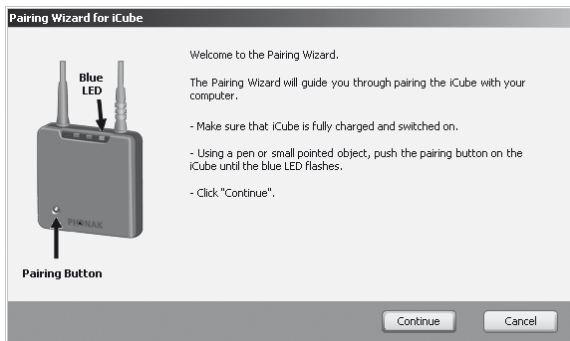 Pairing Wizard for iCube
Blue
LED
PHONAK
Pairing Button
Welcome to the Pairing Wizard.
The Pairing Wizard will guide you through pairing the iCube with your
computer.
- Make sure that iCube is fully charged and switched on.
- Using a pen or small pointed object, push the pairing button on the
iCube until the blue LED flashes.
- Click "Continue".
Continue
Cancel